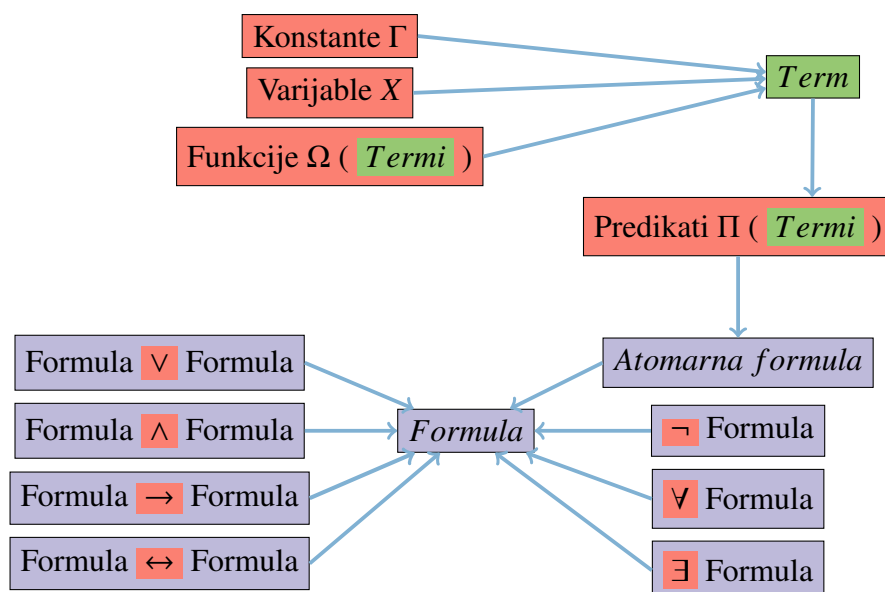 Konstante Γ
Varijable X
Funkcije Ω ( Termi )
Term
Predikati Π ( Termi )
Atomarna formula
Formula ∨ Formula
Formula ∧ Formula
Formula → Formula
Formula ↔ Formula
Formula
¬ Formula
∀ Formula
∃ Formula